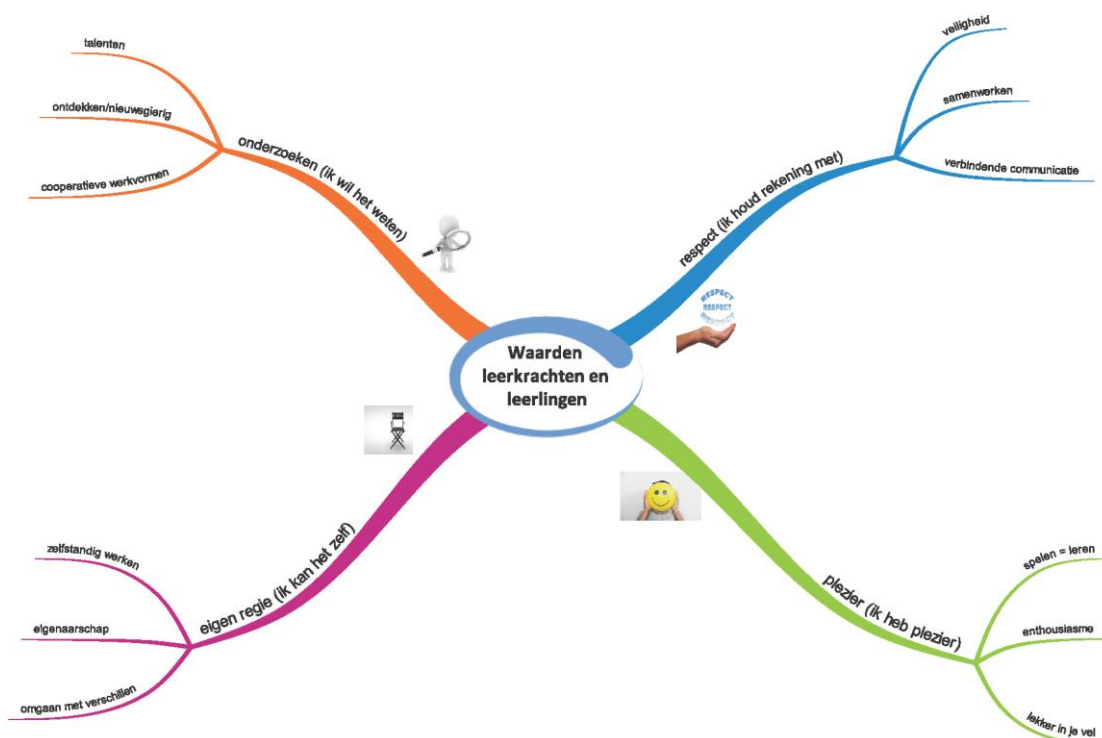 talenten
ontdekken/nieuwsgierig
cooperatieve werkvormen
onderzoeken (ik wil het weten)
veiligheid
samenwerken
verbindende communicatie
respect (ik houd rekening met)
RESPECT
RESPECT
RESPECT
Waarden
leerkrachten en
leerlingen
zelfstandig werken
eigenaarschap
omgaan met verschillen
eigen regie (ik kan het zelf)
spelen = leren
enthousiasme
lekker in je vel
plezier (ik heb plezier)